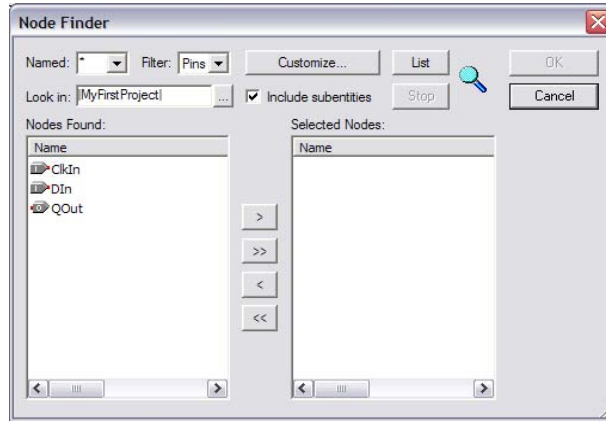 Node Finder
Named: * Filter: Pins Customize... List OK
Look in: |MyFirstProject| ... Include subentities Stop Cancel
Nodes Found: Selected Nodes:
Name Name
ClkIn
DIn
QOut
>
>>
<
<<